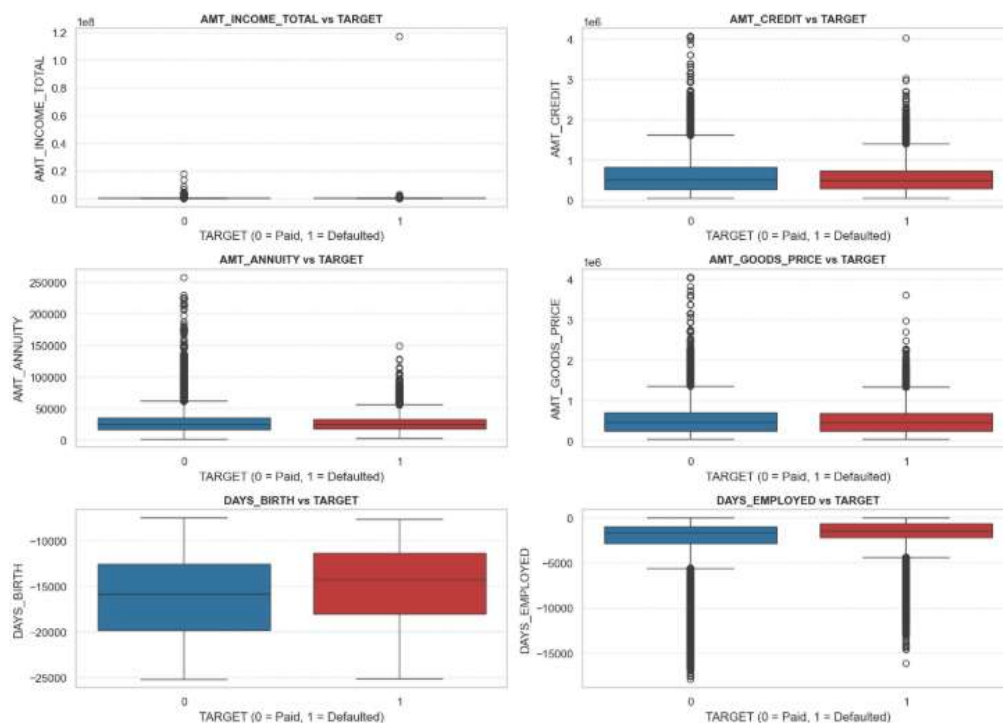 AMT_INCOME_TOTAL vs TARGET
1e8
1.2
1.0
0.8
0.6
0.4
0.2
0.0
AMT_INCOME_TOTAL
0
1
TARGET (0 = Paid, 1 = Defaulted)
AMT_CREDIT vs TARGET
1e6
4
3
2
1
0
AMT_CREDIT
0
1
TARGET (0 = Paid, 1 = Defaulted)
AMT_ANNUITY vs TARGET
250000
200000
150000
100000
50000
0
AMT_ANNUITY
0
1
TARGET (0 = Paid, 1 = Defaulted)
AMT_GOODS_PRICE vs TARGET
1e6
4
3
2
1
0
AMT_GOODS_PRICE
0
1
TARGET (0 = Paid, 1 = Defaulted)
DAYS_BIRTH vs TARGET
−10000
−15000
−20000
−25000
DAYS_BIRTH
0
1
TARGET (0 = Paid, 1 = Defaulted)
DAYS_EMPLOYED vs TARGET
0
−5000
−10000
−15000
DAYS_EMPLOYED
0
1
TARGET (0 = Paid, 1 = Defaulted)